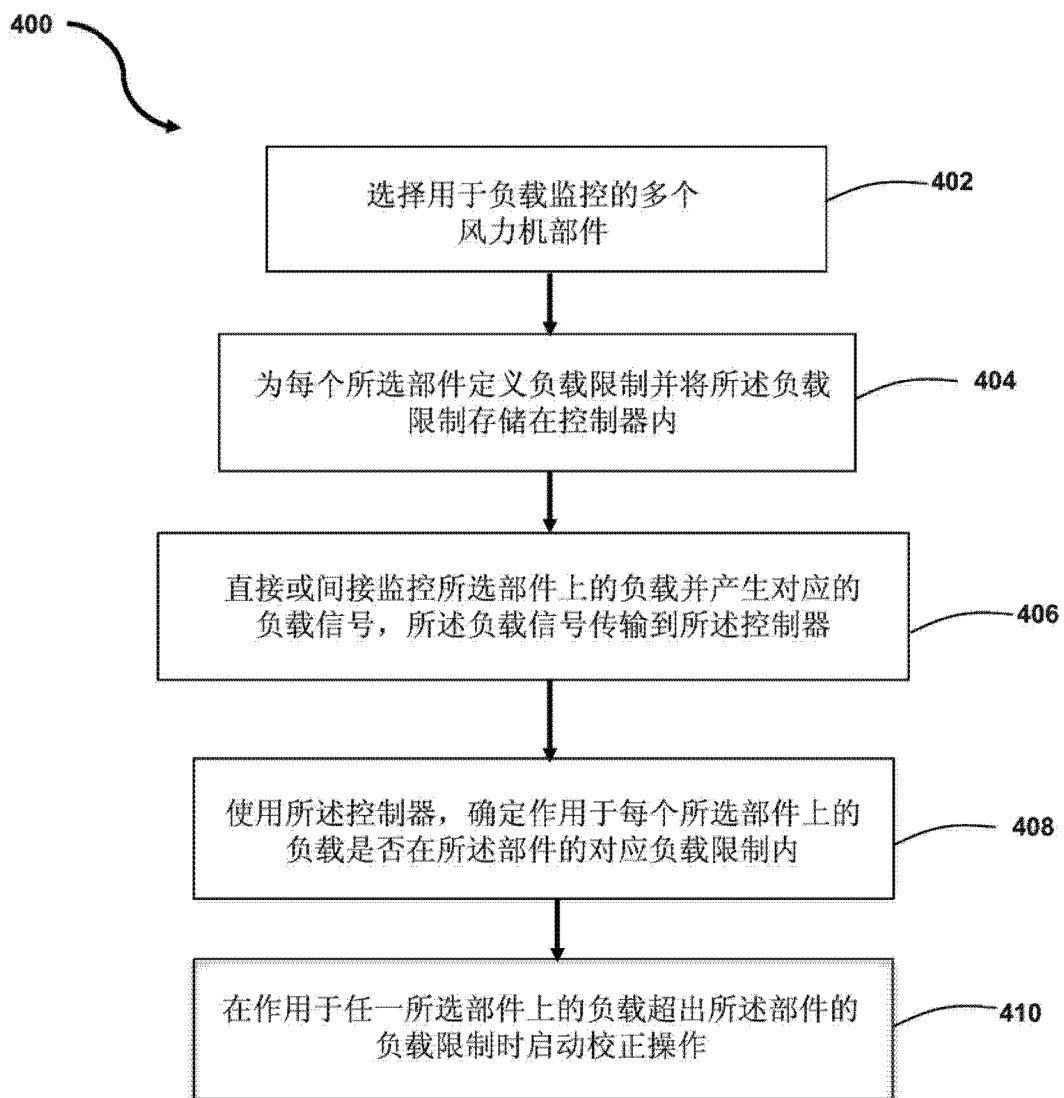 400
选择用于负载监控的多个
风力机部件
402
为每个所选部件定义负载限制并将所述负载
限制存储在控制器内
404
直接或间接监控所选部件上的负载并产生对应的
负载信号，所述负载信号传输到所述控制器
406
使用所述控制器，确定作用于每个所选部件上的
负载是否在所述部件的对应负载限制内
408
在作用于任一所选部件上的负载超出所述部件的
负载限制时启动校正操作
410